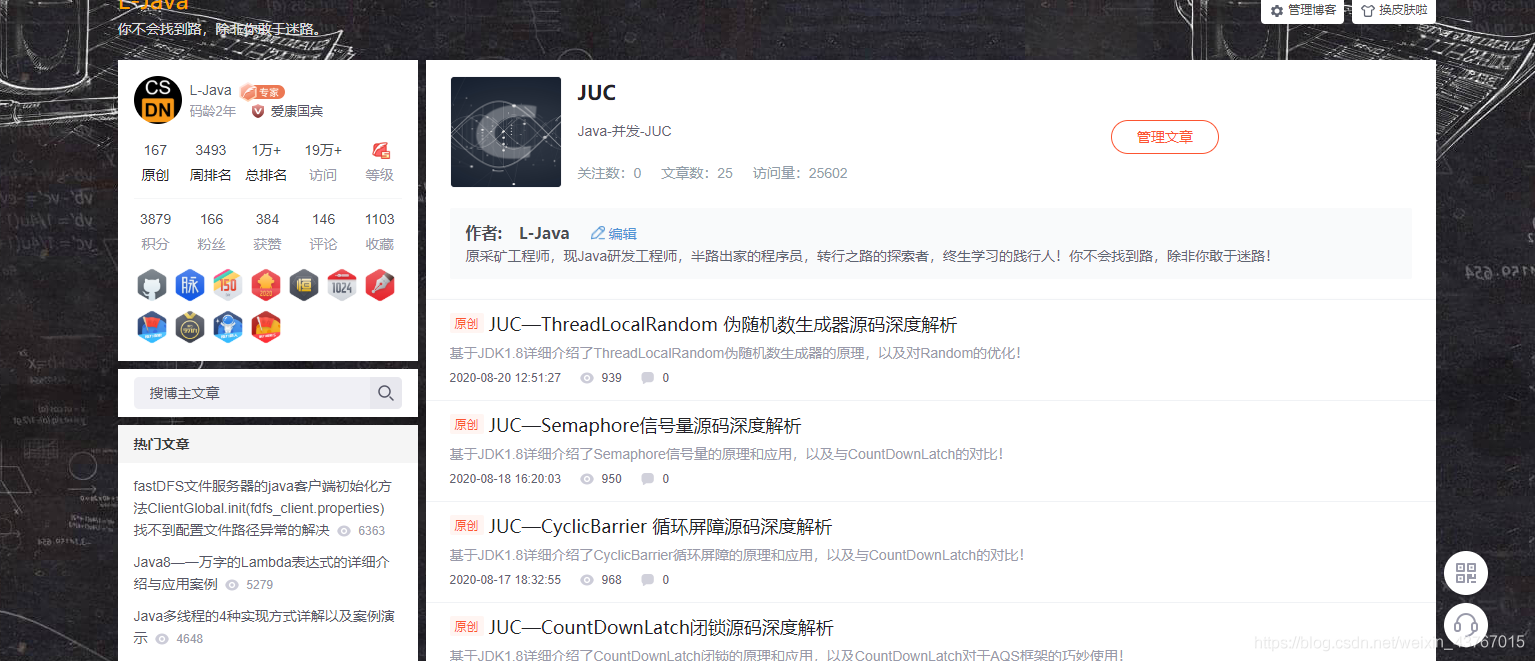 L-Java
你不会找到路，除非你敢于迷路。
管理博客
换皮肤啦
CS
DN
L-Java 专家
码龄2年 爱康国宾
167 3493 1万+ 19万+
原创 周排名 总排名 访问 等级
3879 166 384 146 1103
积分 粉丝 获赞 评论 收藏
脉 150 1024
2020
搜博主文章
热门文章
fastDFS文件服务器的java客户端初始化方
法ClientGlobal.init(fdfs_client.properties)
找不到配置文件路径异常的解决 6363
Java8——一万字的Lambda表达式的详细介
绍与应用案例 5279
Java多线程的4种实现方式详解以及案例演
示 4648
JUC
Java-并发-JUC
关注数：0 文章数：25 访问量：25602
管理文章
作者: L-Java 编辑
原采矿工程师，现Java研发工程师，半路出家的程序员，转行之路的探索者，终生学习的践行人！你不会找到路，除非你敢于迷路！
原创 JUC—ThreadLocalRandom 伪随机数生成器源码深度解析
基于JDK1.8详细介绍了ThreadLocalRandom伪随机数生成器的原理，以及对Random的优化！
2020-08-20 12:51:27 939 0
原创 JUC—Semaphore信号量源码深度解析
基于JDK1.8详细介绍了Semaphore信号量的原理和应用，以及与CountDownLatch的对比！
2020-08-18 16:20:03 950 0
原创 JUC—CyclicBarrier 循环屏障源码深度解析
基于JDK1.8详细介绍了CyclicBarrier循环屏障的原理和应用，以及与CountDownLatch的对比！
2020-08-17 18:32:55 968 0
原创 JUC—CountDownLatch闭锁源码深度解析
基于JDK1.8详细介绍了CountDownLatch闭锁的原理和应用，以及CountDownLatch对于AQS框架的巧妙使用！